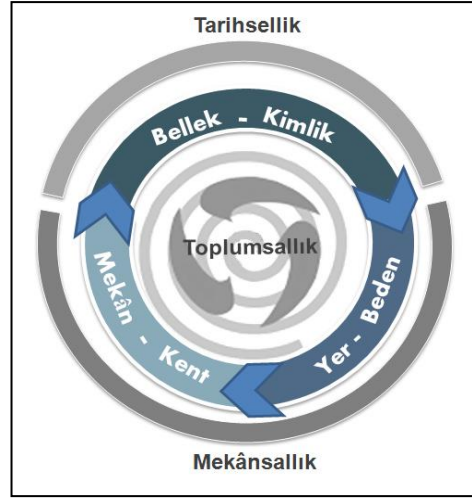 Tarihsellik
Bellek - Kimlik
Toplumsallık
Mekân - Kent
Yer - Beden
Mekânsallık